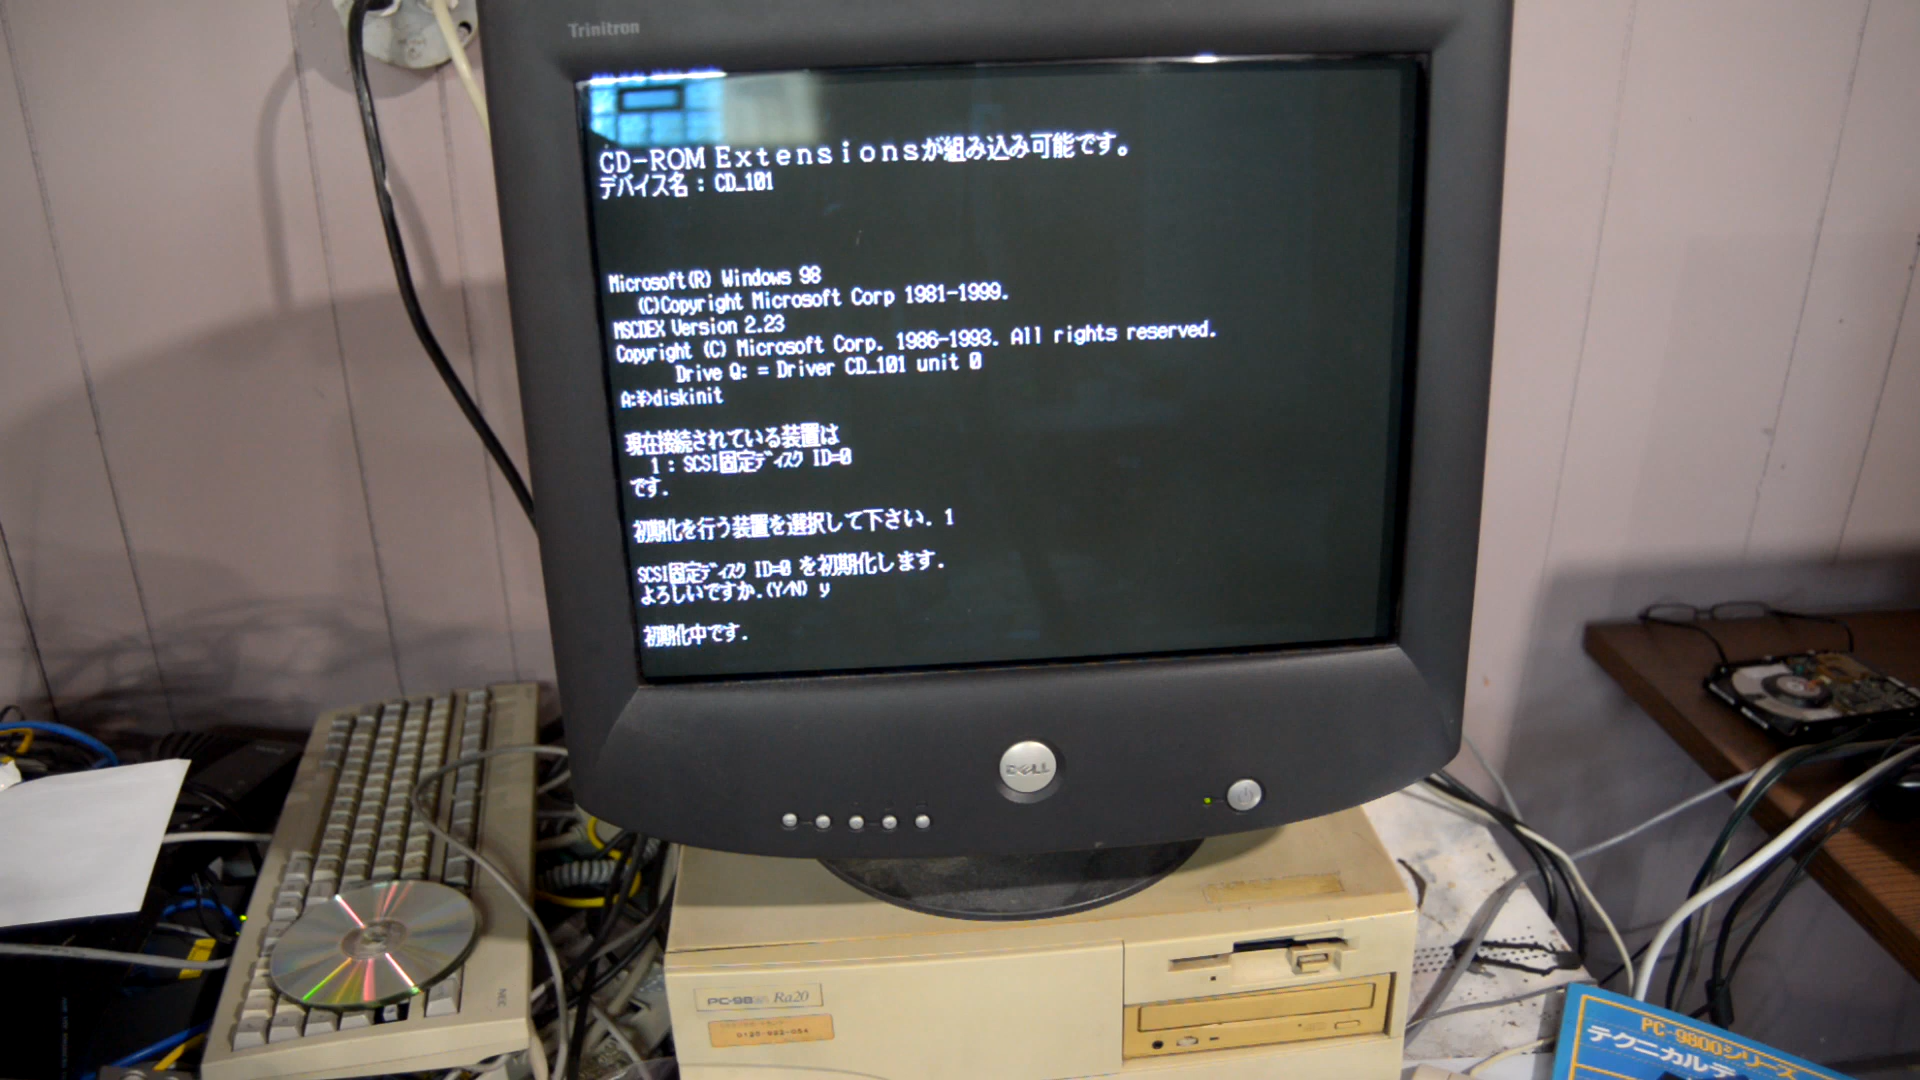 Trinitron
CD-ROM Extensionsが組み込み可能です。
デバイス名：CD_101
Microsoft(R) Windows 98
(C)Copyright Microsoft Corp 1981-1999.
MSCDEX Version 2.23
Copyright (C) Microsoft Corp. 1986-1993. All rights reserved.
Drive Q: = Driver CD_101 unit 0
A:¥>diskinit
現在接続されている装置は
1：SCSI固定ディスク ID=0
です.
初期化を行う装置を選択して下さい. 1
SCSI固定ディスク ID=0 を初期化します.
よろしいですか.(Y/N) y
初期化中です.
DELL
NEC
Ra20
PC-9800シリーズ
テクニカルデ